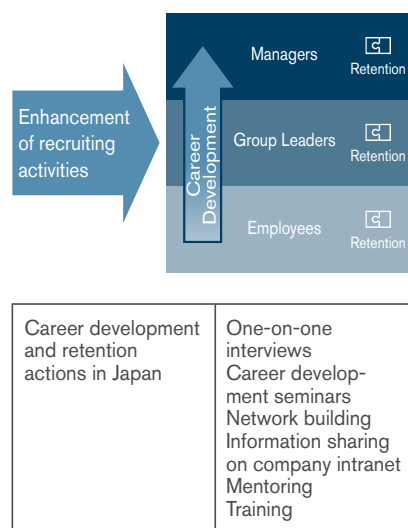 Enhancement
of recruiting
activities
Career
Development
Managers
Retention
Group Leaders
Retention
Employees
Retention
Career development
and retention
actions in Japan
One-on-one
interviews
Career develop-
ment seminars
Network building
Information sharing
on company intranet
Mentoring
Training